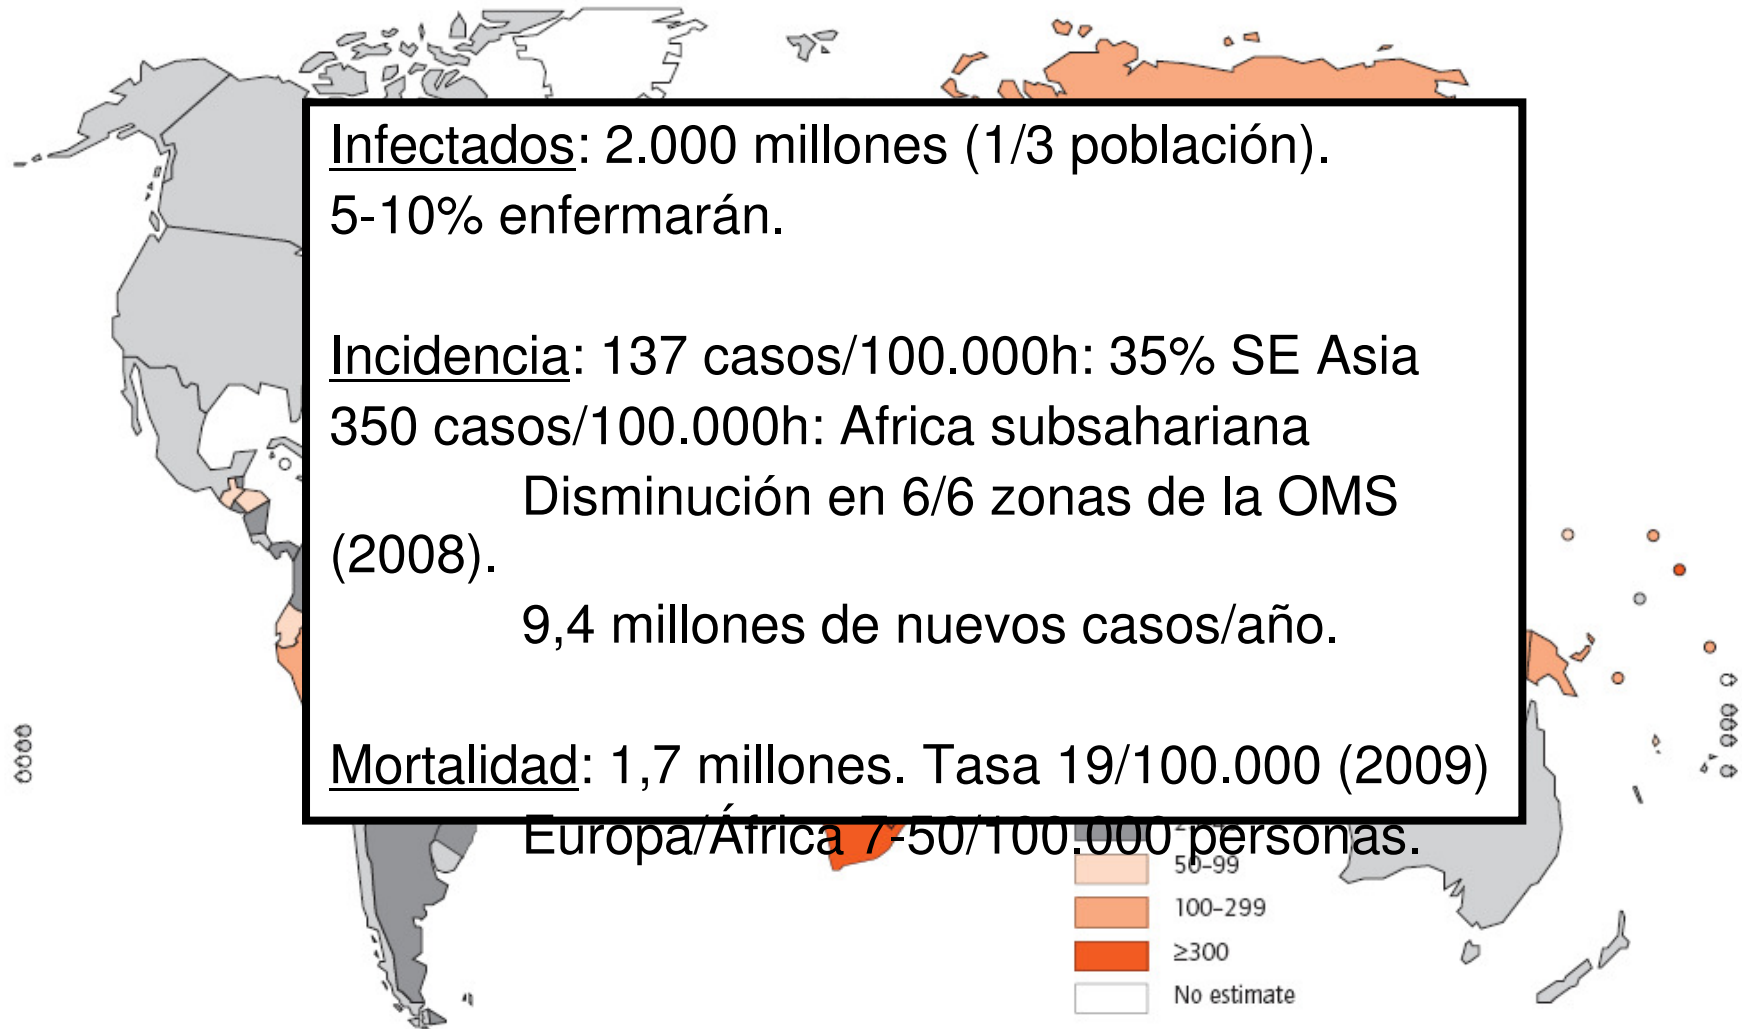 Infectados: 2.000 millones (1/3 población).
5-10% enfermarán.
Incidencia: 137 casos/100.000h: 35% SE Asia
350 casos/100.000h: Africa subsahariana
Disminución en 6/6 zonas de la OMS
(2008).
9,4 millones de nuevos casos/año.
Mortalidad: 1,7 millones. Tasa 19/100.000 (2009)
Europa/África 7-50/100.000 personas.
50–99
100–299
≥300
No estimate